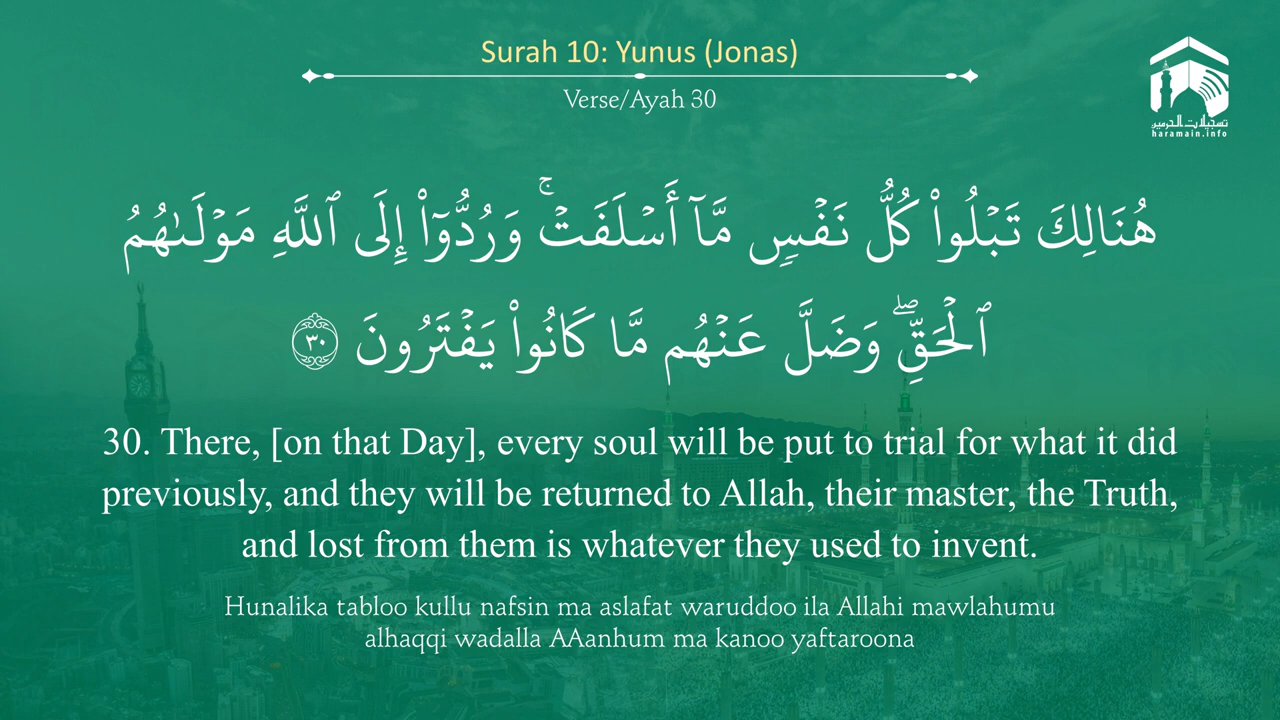 Surah 10: Yunus (Jonas)
Verse/Ayah 30
تسجيلات الحرمين
haramain.info
هُنَالِكَ تَبۡلُواْ كُلُّ نَفۡسٖ مَّآ أَسۡلَفَتۡۚ وَرُدُّوٓاْ إِلَى ٱللَّهِ مَوۡلَىٰهُمُ
ٱلۡحَقِّۖ وَضَلَّ عَنۡهُم مَّا كَانُواْ يَفۡتَرُونَ ٣٠
30. There, [on that Day], every soul will be put to trial for what it did
previously, and they will be returned to Allah, their master, the Truth,
and lost from them is whatever they used to invent.
Hunalika tabloo kullu nafsin ma aslafat waruddoo ila Allahi mawlahumu
alhaqqi wadalla AAanhum ma kanoo yaftaroona